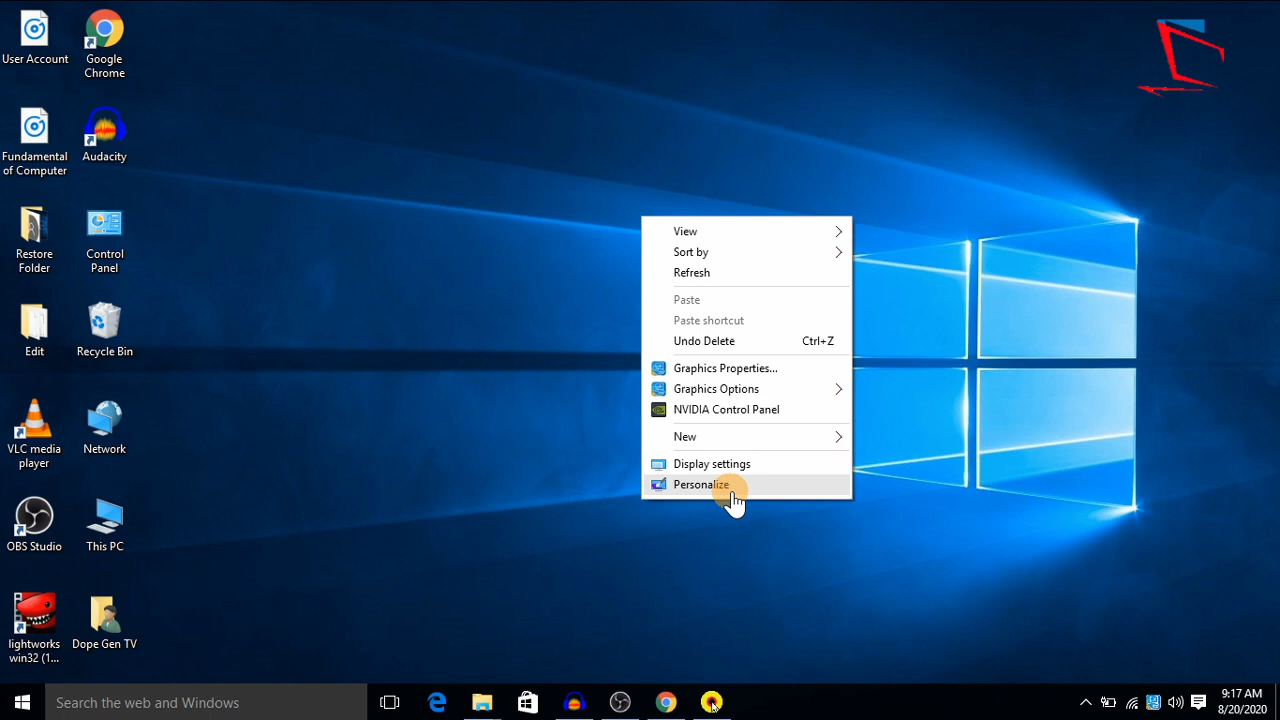 User Account
Google
Chrome
Fundamental
of Computer
Audacity
Restore
Folder
Control
Panel
Edit
Recycle Bin
VLC media
player
Network
OBS Studio
This PC
lightworks
win32 (1...
Dope Gen TV
View
Sort by
Refresh
Paste
Paste shortcut
Undo Delete Ctrl+Z
Graphics Properties...
Graphics Options
NVIDIA Control Panel
New
Display settings
Personalize
Search the web and Windows
9:17 AM
8/20/2020